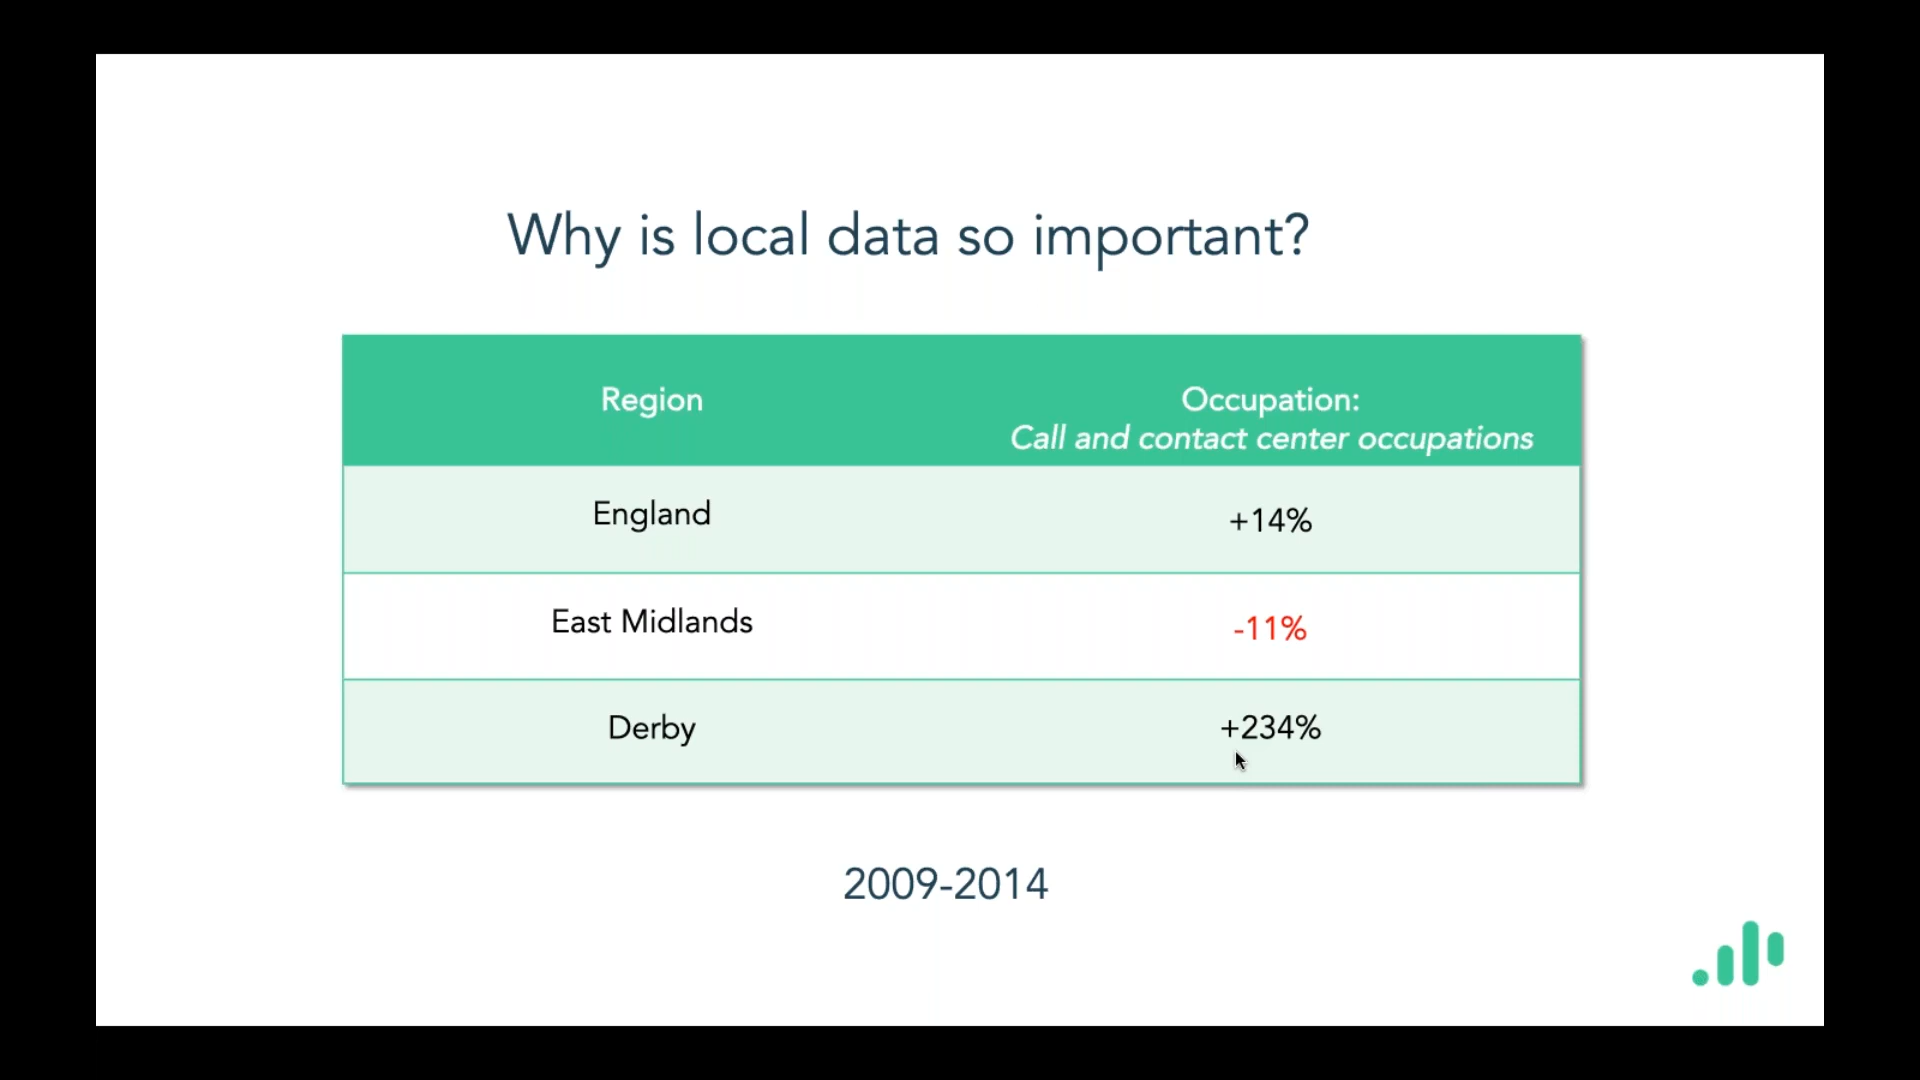 Why is local data so important?
Region
Occupation:
Call and contact center occupations
England
+14%
East Midlands
-11%
Derby
+234%
2009-2014